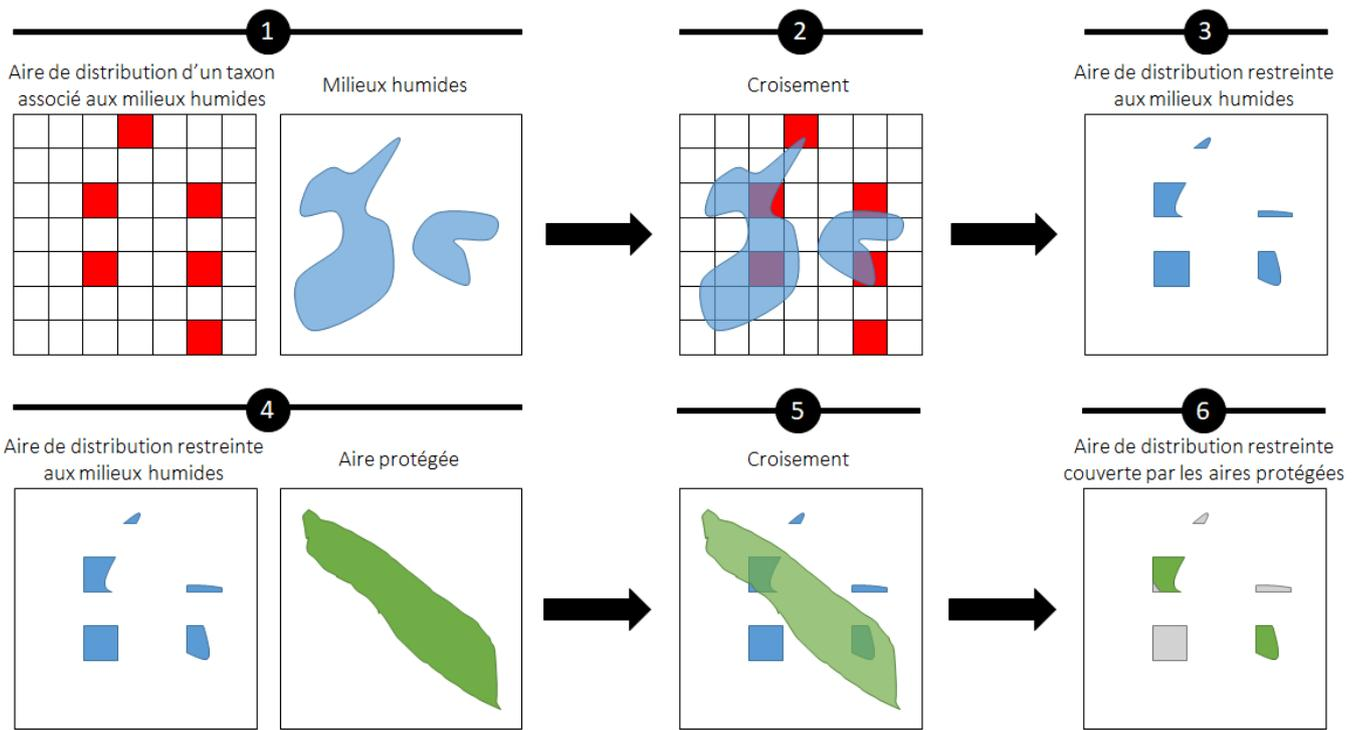 1
2
3
Aire de distribution d’un taxon
associé aux milieux humides
Milieux humides
Croisement
Aire de distribution restreinte
aux milieux humides
4
5
6
Aire de distribution restreinte
aux milieux humides
Aire protégée
Croisement
Aire de distribution restreinte
couverte par les aires protégées